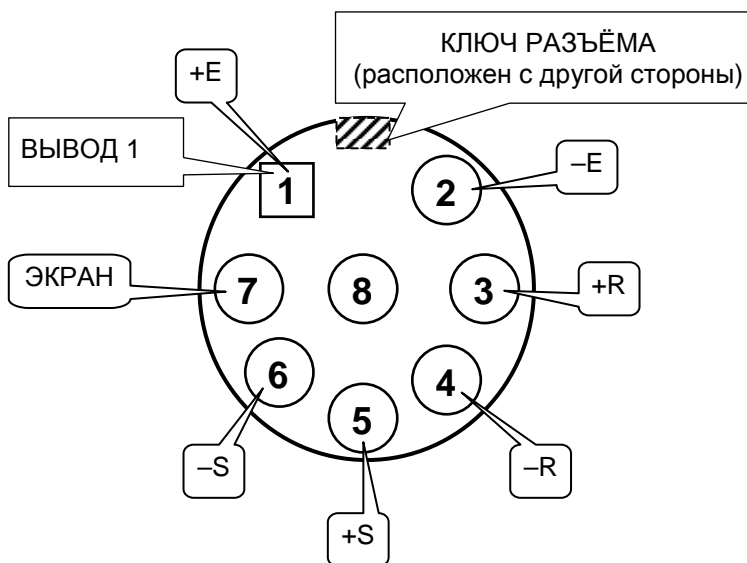 КЛЮЧ РАЗЪЁМА
(расположен с другой стороны)
+E
ВЫВОД 1
1
2
–E
ЭКРАН
7
8
3
+R
6
4
5
–S
–R
+S